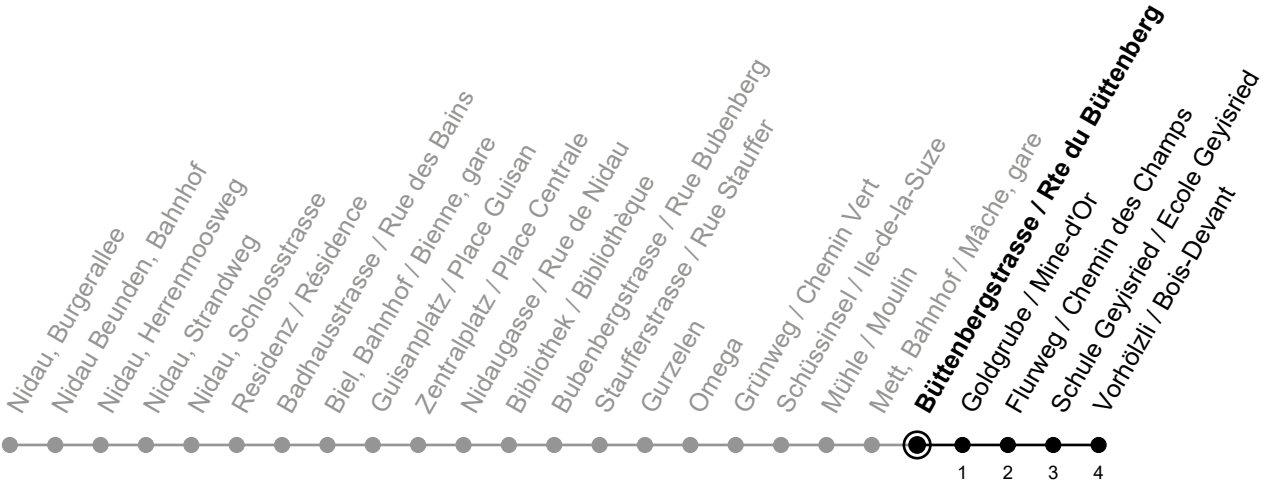 Nidau, Burgerallee
Nidau Beunden, Bahnhof
Nidau, Herrenmoosweg
Nidau, Strandweg
Nidau, Schlossstrasse
Residenz / Résidence
Badhausstrasse / Rue des Bains
Biel, Bahnhof / Bienne, gare
Guisanplatz / Place Guisan
Zentralplatz / Place Centrale
Nidaugasse / Rue de Nidau
Bibliothek / Bibliothèque
Bubenbergstrasse / Rue Bubenberg
Staufferstrasse / Rue Stauffer
Gurzelen
Omega
Grünweg / Chemin Vert
Schüssinsel / Ile-de-la-Suze
Mühle / Moulin
Mett, Bahnhof / Mâche, gare
Büttenbergstrasse / Rte du Büttenberg
Goldgrube / Mine-d'Or
Flurweg / Chemin des Champs
Schule Geyisried / Ecole Geyisried
Vorhölzli / Bois-Devant
1 2 3 4